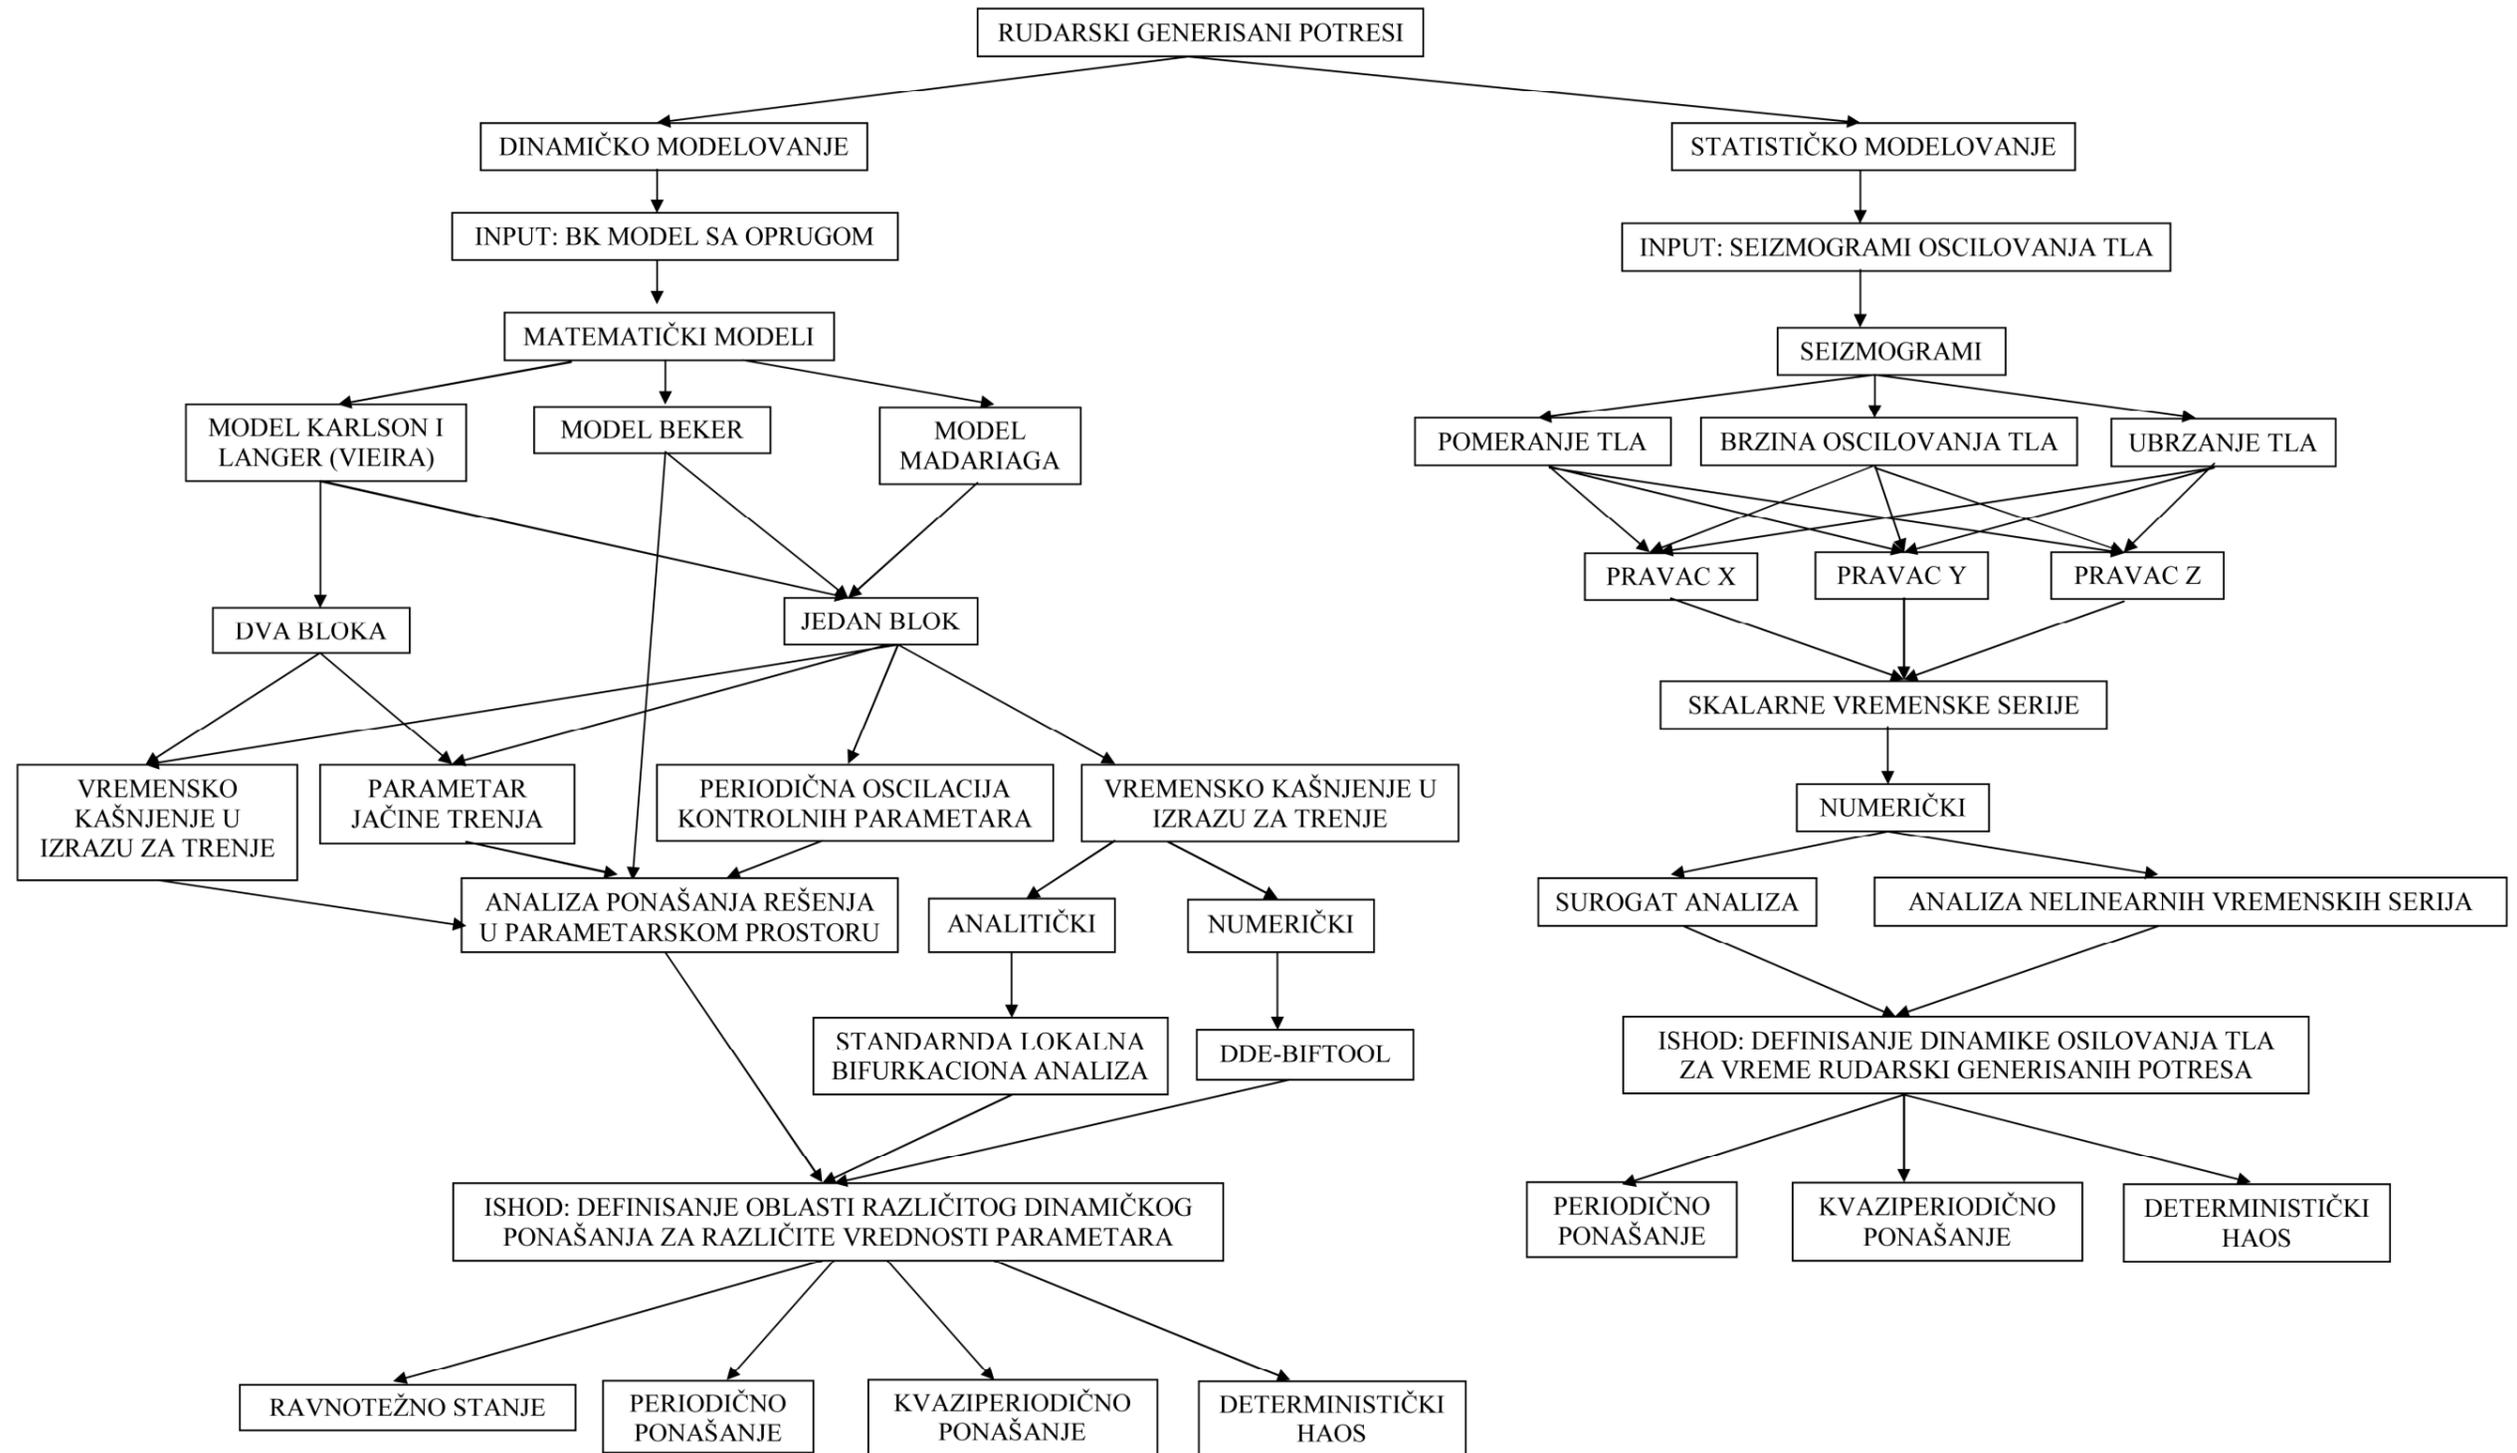 RUDARSKI GENERISANI POTRESI
DINAMIČKO MODELOVANJE
STATISTIČKO MODELOVANJE
INPUT: BK MODEL SA OPRUGOM
INPUT: SEIZMOGRAMI OSCILOVANJA TLA
MATEMATIČKI MODELI
SEIZMOGRAMI
MODEL KARLSON I
LANGER (VIEIRA)
MODEL BEKER
MODEL
MADARIAGA
POMERANJE TLA
BRZINA OSCILOVANJA TLA
UBRZANJE TLA
PRAVAC X
PRAVAC Y
PRAVAC Z
DVA BLOKA
JEDAN BLOK
SKALARNE VREMENSKE SERIJE
VREMENSKO
KAŠNJENJE U
IZRAZU ZA TRENJE
PARAMETAR
JAČINE TRENJA
PERIODIČNA OSCILACIJA
KONTROLNIH PARAMETARA
VREMENSKO KAŠNJENJE U
IZRAZU ZA TRENJE
NUMERIČKI
ANALIZA PONAŠANJA REŠENJA
U PARAMETARSKOM PROSTORU
ANALITIČKI
NUMERIČKI
SUROGAT ANALIZA
ANALIZA NELINEARNIH VREMENSKIH SERIJA
STANDARNDA LOKALNA
BIFURKACIONA ANALIZA
DDE-BIFTOOL
ISHOD: DEFINISANJE DINAMIKE OSILOVANJA TLA
ZA VREME RUDARSKI GENERISANIH POTRESA
ISHOD: DEFINISANJE OBLASTI RAZLIČITOG DINAMIČKOG
PONAŠANJA ZA RAZLIČITE VREDNOSTI PARAMETARA
PERIODIČNO
PONAŠANJE
KVAZIPERIODIČNO
PONAŠANJE
DETERMINISTIČKI
HAOS
RAVNOTEŽNO STANJE
PERIODIČNO
PONAŠANJE
KVAZIPERIODIČNO
PONAŠANJE
DETERMINISTIČKI
HAOS